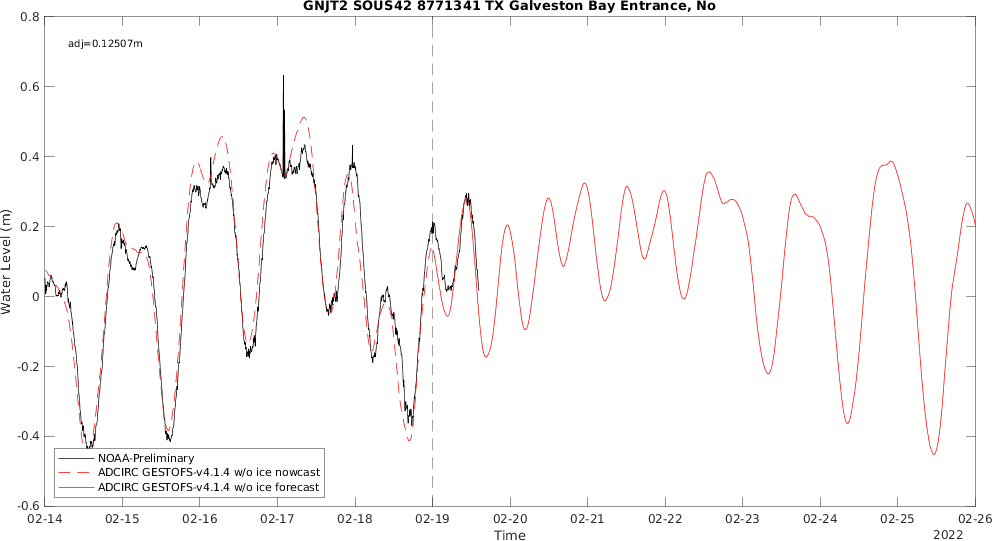 GNJT2 SOUS42 8771341 TX Galveston Bay Entrance, No
adj=0.12507m
0.8
0.6
0.4
0.2
0
-0.2
-0.4
-0.6
Water Level (m)
NOAA-Preliminary
ADCIRC GESTOFS-v4.1.4 w/o ice nowcast
ADCIRC GESTOFS-v4.1.4 w/o ice forecast
02-14 02-15 02-16 02-17 02-18 02-19 02-20 02-21 02-22 02-23 02-24 02-25 02-26
Time
2022